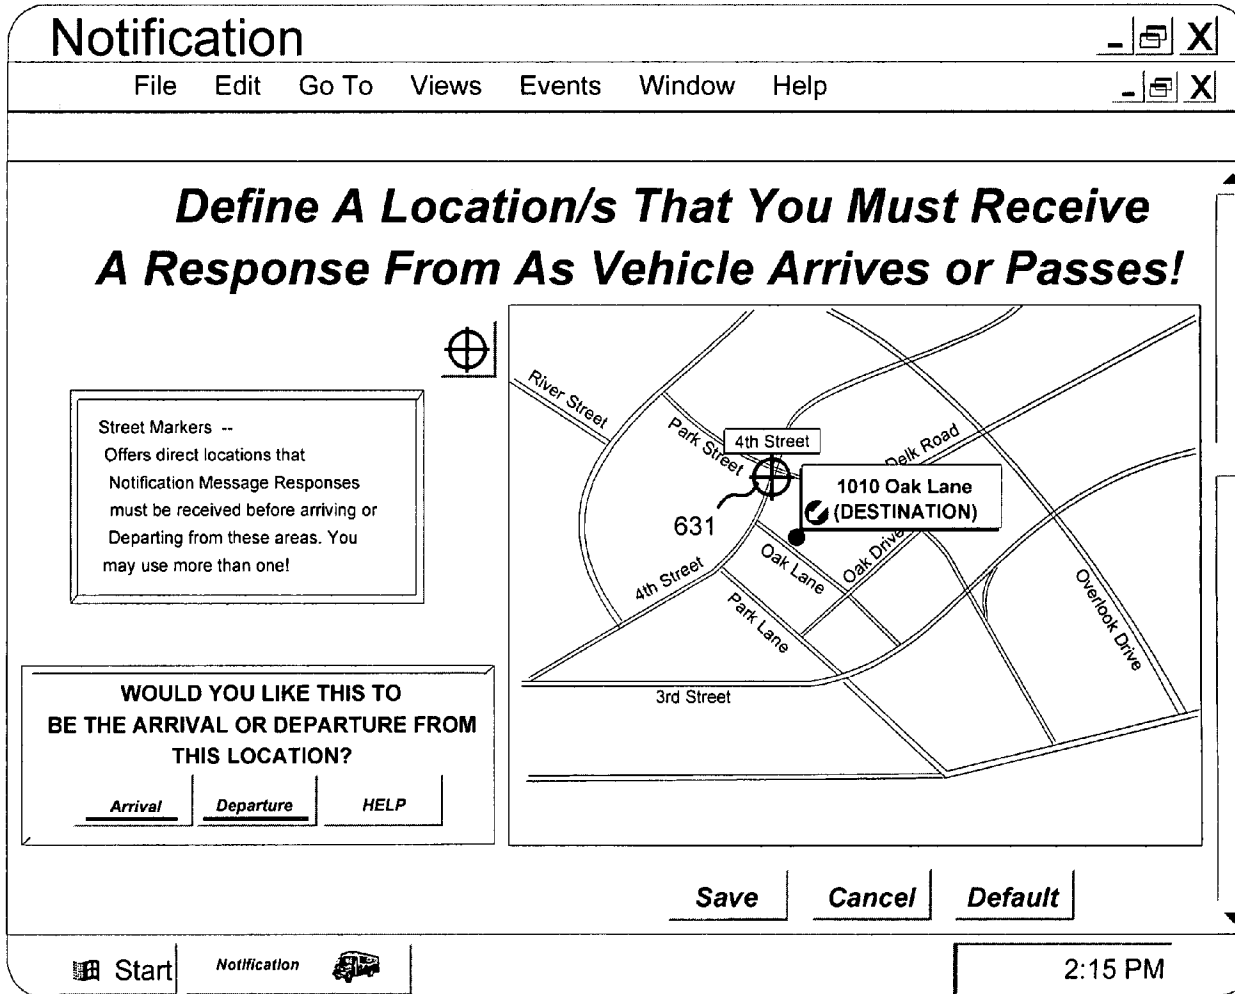 Notification
File Edit Go To Views Events Window Help
Define A Location/s That You Must Receive
A Response From As Vehicle Arrives or Passes!
Street Markers --
Offers direct locations that
Notification Message Responses
must be received before arriving or
Departing from these areas. You
may use more than one!
WOULD YOU LIKE THIS TO
BE THE ARRIVAL OR DEPARTURE FROM
THIS LOCATION?
Arrival Departure HELP
River Street
Park Street
4th Street
Delk Road
1010 Oak Lane
(DESTINATION)
631
Oak Lane
Oak Drive
4th Street
Park Lane
Overlook Drive
3rd Street
Save Cancel Default
Start Notification 2:15 PM